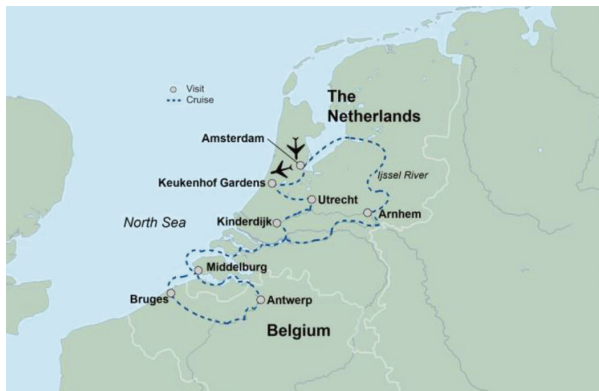 Visit
Cruise
The
Netherlands
Amsterdam
Ijssel River
Keukenhof Gardens
Utrecht
Arnhem
North Sea
Kinderdijk
Middelburg
Bruges
Antwerp
Belgium